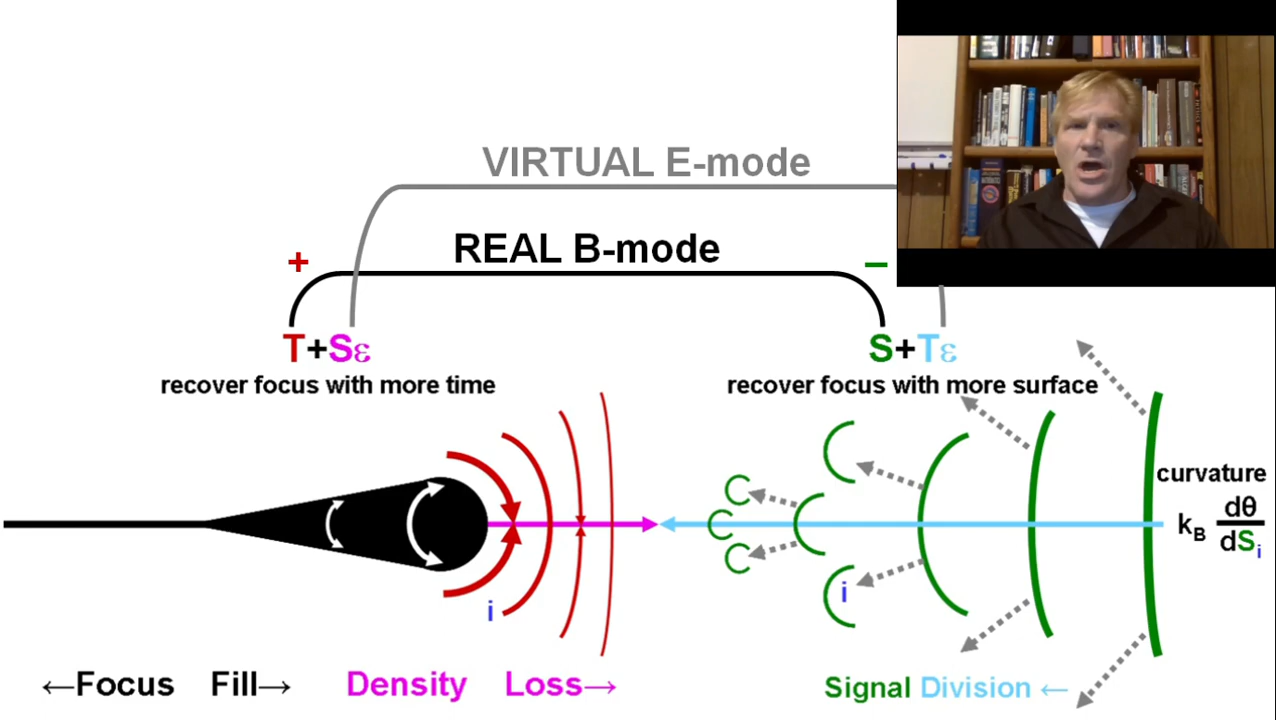 VIRTUAL E-mode
REAL B-mode
+
−
T+Sε
S+Tε
recover focus with more time
recover focus with more surface
curvature
k_B dθ/dS_i
i
i
←Focus Fill→ Density Loss→
Signal Division ←